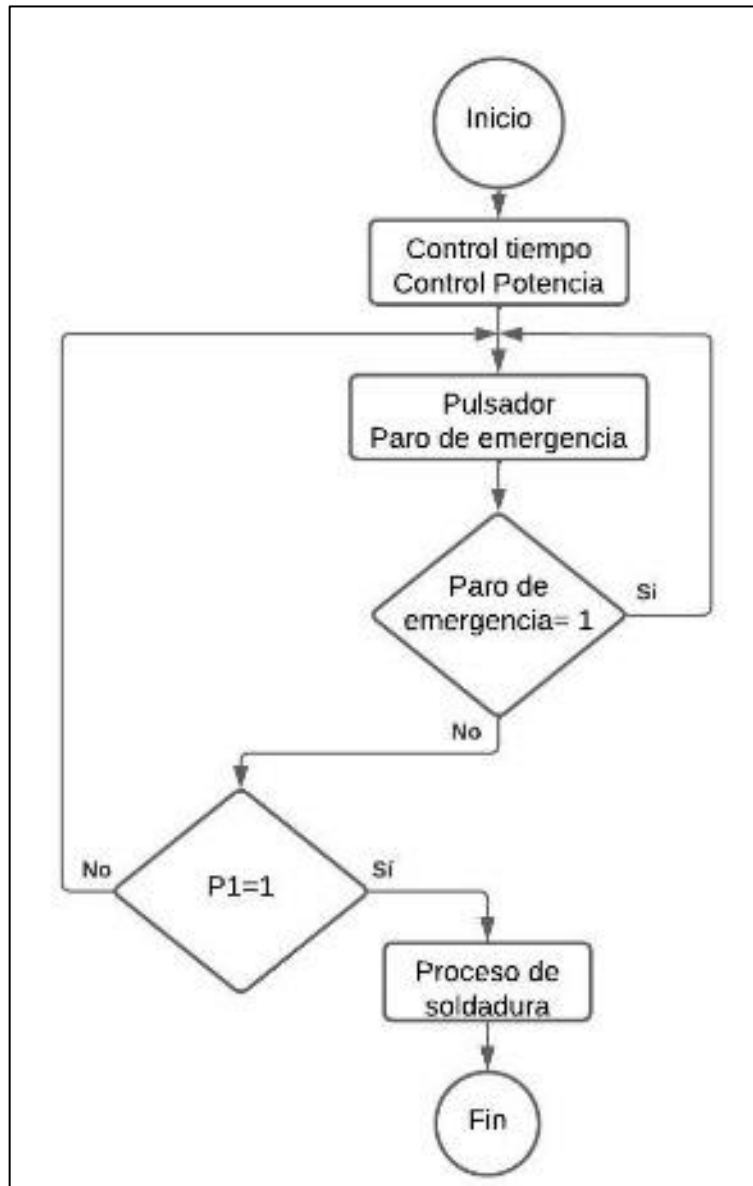 Inicio
Control tiempo
Control Potencia
Pulsador
Paro de emergencia
Paro de
emergencia= 1
Si
No
P1=1
No
Sí
Proceso de
soldadura
Fin